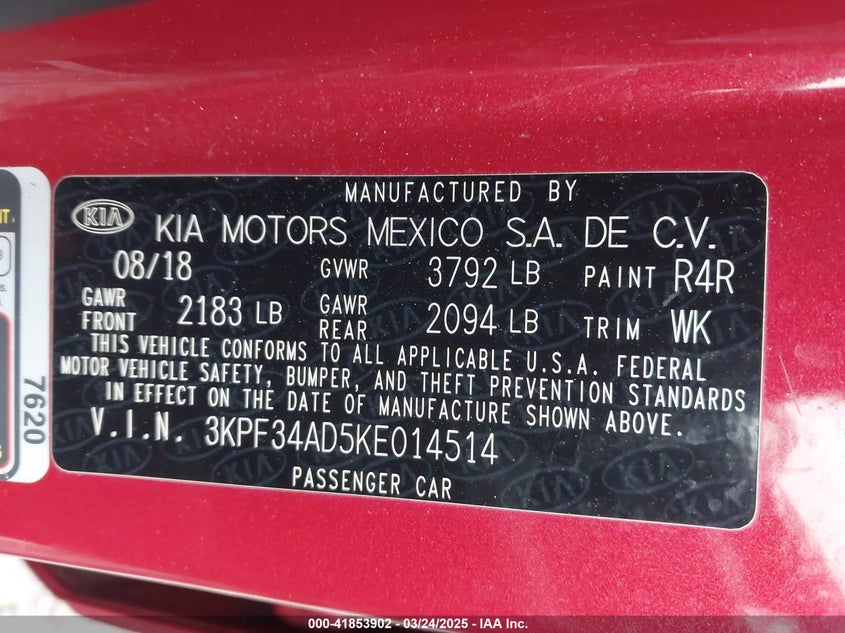 MANUFACTURED BY
KIA KIA MOTORS MEXICO S.A. DE C.V.
08/18 GVWR 3792 LB PAINT R4R
GAWR FRONT 2183 LB GAWR REAR 2094 LB TRIM WK
THIS VEHICLE CONFORMS TO ALL APPLICABLE U.S.A. FEDERAL
MOTOR VEHICLE SAFETY, BUMPER, AND THEFT PREVENTION STANDARDS
IN EFFECT ON THE DATE OF MANUFACTURE SHOWN ABOVE.
V.I.N. 3KPF34AD5KE014514
PASSENGER CAR
7620
000-41853902 - 03/24/2025 - IAA Inc.